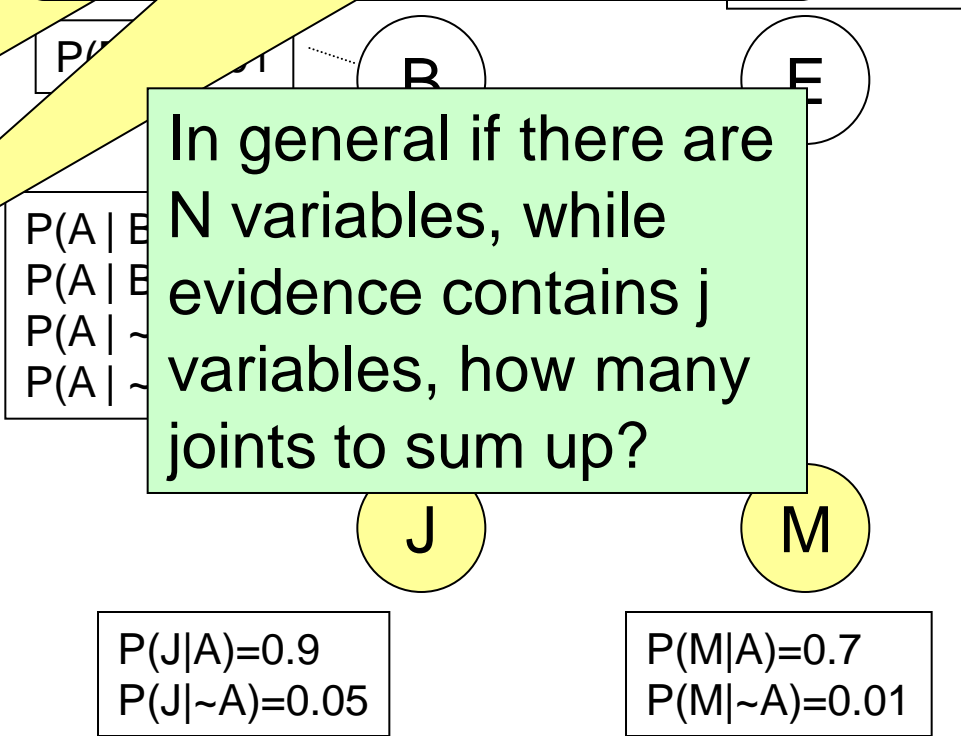 B
E
In general if there are
N variables, while
evidence contains j
variables, how many
joints to sum up?
P(A | B
P(A | B
P(A | ~
P(A | ~
J
M
P(J|A)=0.9
P(J|~A)=0.05
P(M|A)=0.7
P(M|~A)=0.01